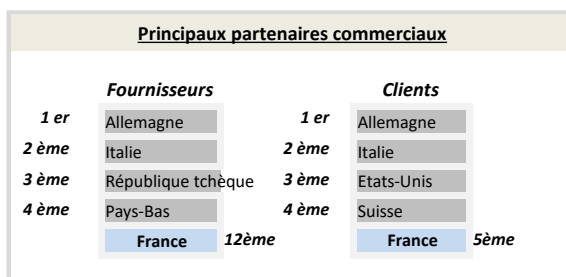 Principaux partenaires commerciaux
Fournisseurs Clients
1 er Allemagne 1 er Allemagne
2 ème Italie 2 ème Italie
3 ème République tchèque 3 ème Etats-Unis
4 ème Pays-Bas 4 ème Suisse
France 12ème France 5ème